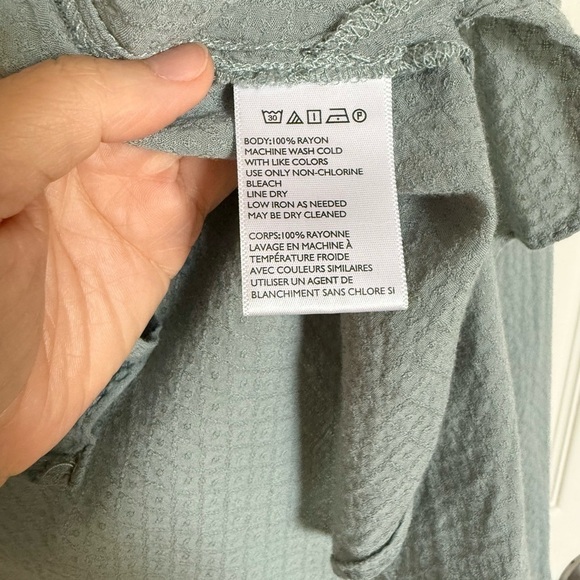 30 P
BODY:100% RAYON
MACHINE WASH COLD
WITH LIKE COLORS
USE ONLY NON-CHLORINE
BLEACH
LINE DRY
LOW IRON AS NEEDED
MAY BE DRY CLEANED
CORPS:100% RAYONNE
LAVAGE EN MACHINE À
TEMPÉRATURE FROIDE
AVEC COULEURS SIMILAIRES
UTILISER UN AGENT DE
BLANCHIMENT SANS CHLORE SI